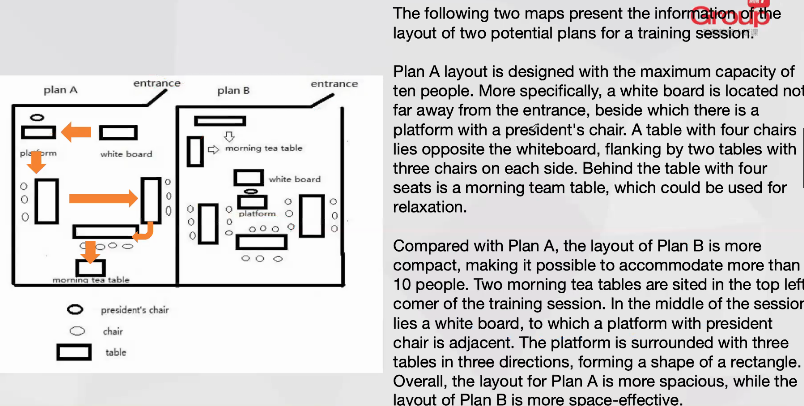 plan A
entrance
plan B
entrance
platform
white board
morning tea table
white board
platform
morning tea table
president's chair
chair
table
Group
The following two maps present the information of the
layout of two potential plans for a training session.
Plan A layout is designed with the maximum capacity of
ten people. More specifically, a white board is located not
far away from the entrance, beside which there is a
platform with a president's chair. A table with four chairs
lies opposite the whiteboard, flanking by two tables with
three chairs on each side. Behind the table with four
seats is a morning team table, which could be used for
relaxation.
Compared with Plan A, the layout of Plan B is more
compact, making it possible to accommodate more than
10 people. Two morning tea tables are sited in the top left
corner of the training session. In the middle of the session
lies a white board, to which a platform with president
chair is adjacent. The platform is surrounded with three
tables in three directions, forming a shape of a rectangle.
Overall, the layout for Plan A is more spacious, while the
layout of Plan B is more space-effective.